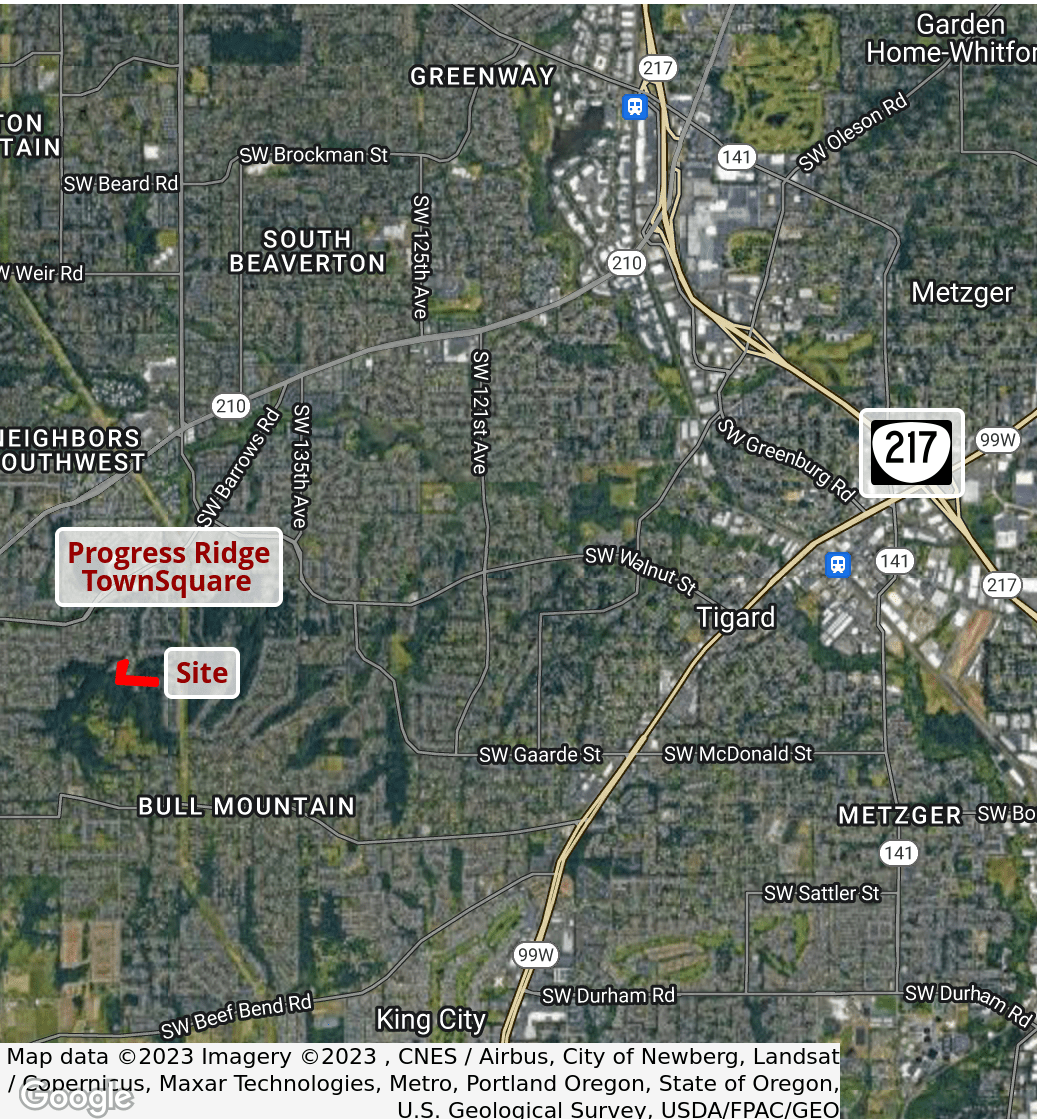 Garden
Home-Whitfor
GREENWAY
217
TON
TAIN
SW Brockman St
141
SW Oleson Rd
SW Beard Rd
SW 125th Ave
SOUTH
BEAVERTON
W Weir Rd
210
Metzger
SW 121st Ave
210
SW Barrows Rd
SW 135th Ave
NEIGHBORS
OUTHWEST
SW Greenburg Rd
217
99W
Progress Ridge
TownSquare
SW Walnut St
141
217
Tigard
Site
SW Gaarde St
SW McDonald St
BULL MOUNTAIN
METZGER
SW Bo
141
SW Sattler St
99W
SW Durham Rd
SW Durham Rd
SW Beef Bend Rd
King City
Map data ©2023 Imagery ©2023 , CNES / Airbus, City of Newberg, Landsat
/ Copernicus, Maxar Technologies, Metro, Portland Oregon, State of Oregon,
Google
U.S. Geological Survey, USDA/FPAC/GEO